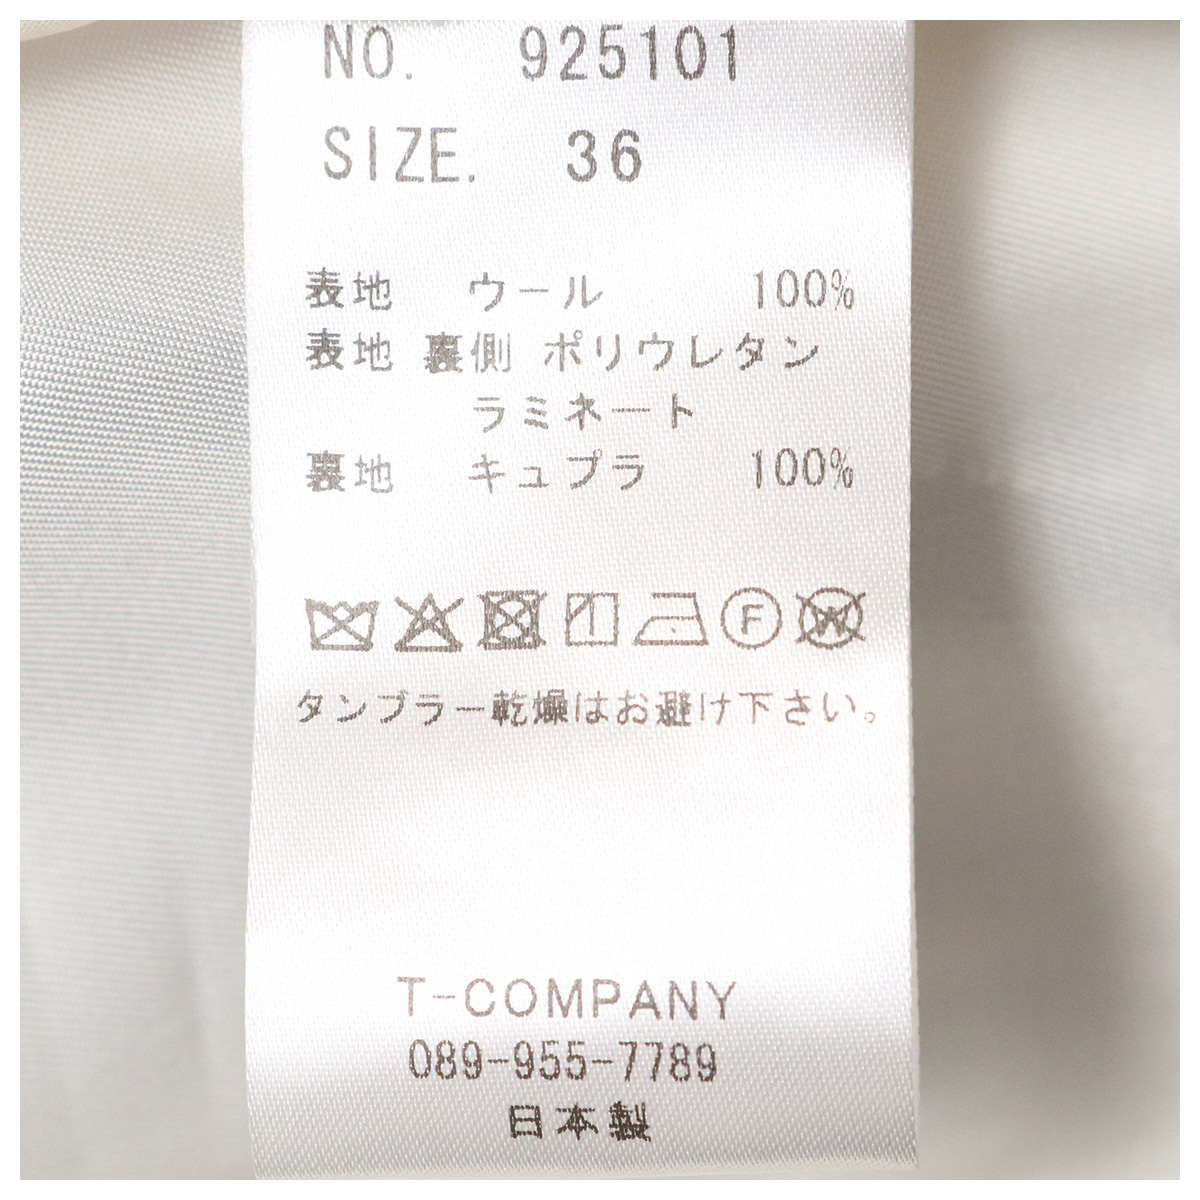 NO. 925101
SIZE. 36
表地 ウール 100%
表地 裏側 ポリウレタン
ラミネート
裏地 キュプラ 100%
F W
タンブラー乾燥はお避け下さい。
T-COMPANY
089-955-7789
日本製